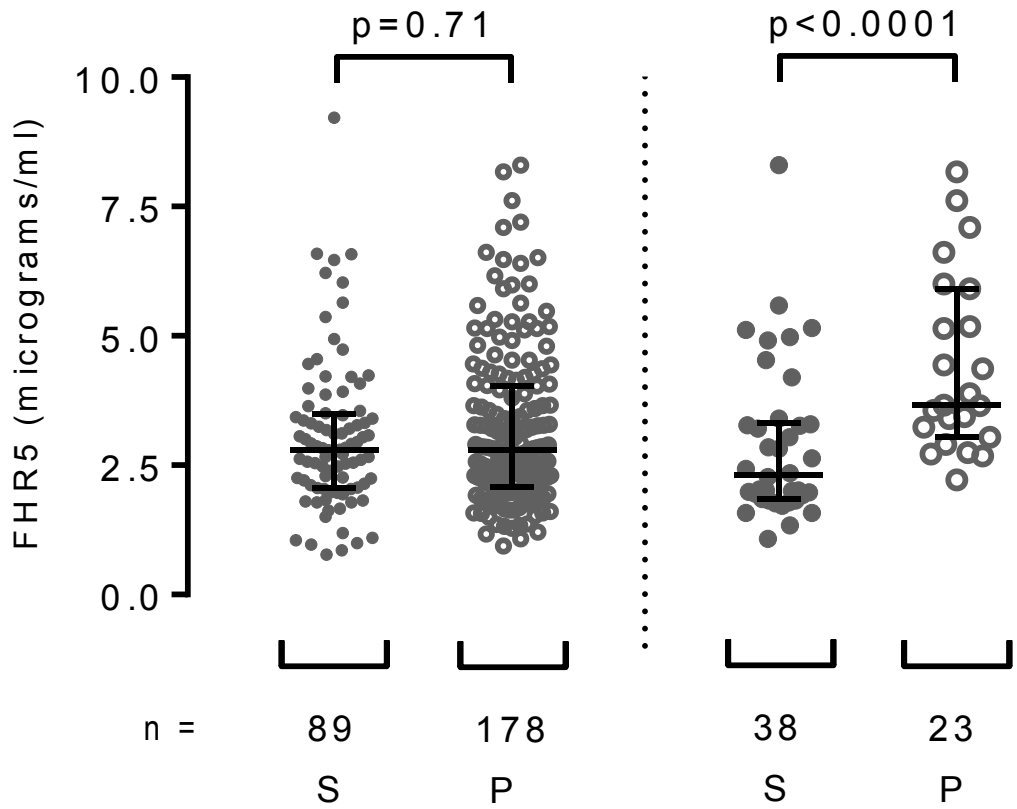 p=0.71
p<0.0001
FHR5 (micrograms/ml)
10.0
7.5
5.0
2.5
0.0
n = 89 178 38 23
S P S P